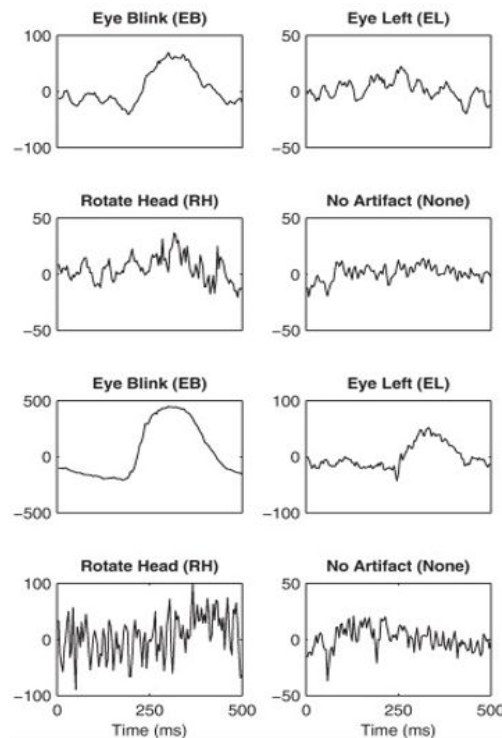 Eye Blink (EB) Eye Left (EL)
100 50
0 0
−100 −50
Rotate Head (RH) No Artifact (None)
50 50
0 0
−50 −50
Eye Blink (EB) Eye Left (EL)
500 100
0 0
−500 −100
Rotate Head (RH) No Artifact (None)
100 50
0 0
−100 −50
0 250 500 0 250 500
Time (ms) Time (ms)